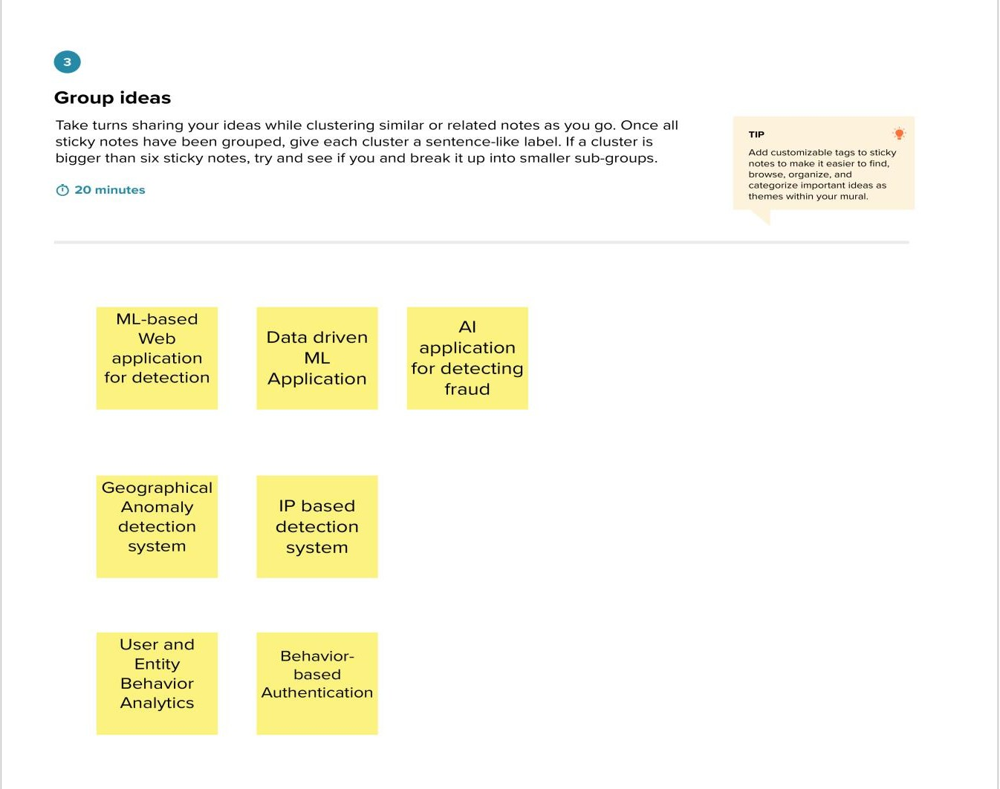 3
Group ideas
Take turns sharing your ideas while clustering similar or related notes as you go. Once all
sticky notes have been grouped, give each cluster a sentence-like label. If a cluster is
bigger than six sticky notes, try and see if you and break it up into smaller sub-groups.
20 minutes
TIP
Add customizable tags to sticky
notes to make it easier to find,
browse, organize, and
categorize important ideas as
themes within your mural.
ML-based
Web
application
for detection
Data driven
ML
Application
AI
application
for detecting
fraud
Geographical
Anomaly
detection
system
IP based
detection
system
User and
Entity
Behavior
Analytics
Behavior-
based
Authentication